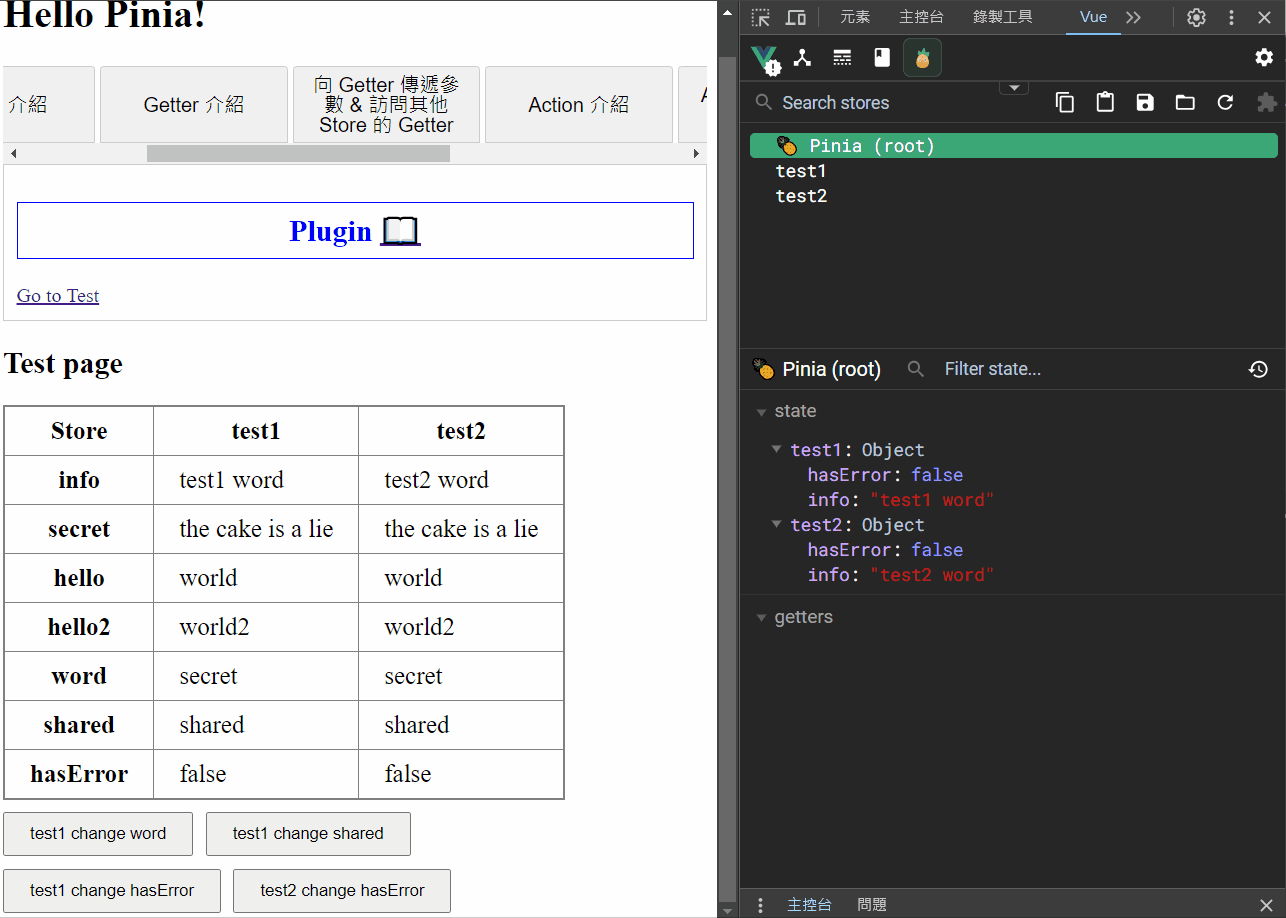 Hello Pinia!
介紹
Getter 介紹
向 Getter 傳遞參
數 & 訪問其他
Store 的 Getter
Action 介紹
Plugin 📖
Go to Test
Test page
Store test1 test2
info test1 word test2 word
secret the cake is a lie the cake is a lie
hello world world
hello2 world2 world2
word secret secret
shared shared shared
hasError false false
test1 change word test1 change shared
test1 change hasError test2 change hasError
元素 主控台 錄製工具 Vue
Search stores
🍍 Pinia (root)
test1
test2
🍍 Pinia (root) Filter state...
state
test1: Object
hasError: false
info: "test1 word"
test2: Object
hasError: false
info: "test2 word"
getters
主控台 問題